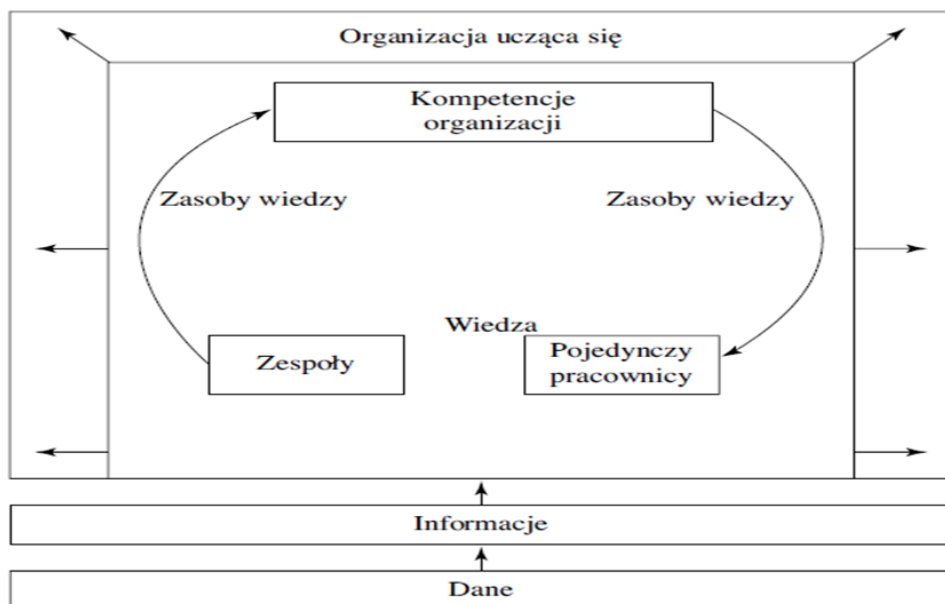 Organizacja ucząca się
Kompetencje
organizacji
Zasoby wiedzy
Zasoby wiedzy
Wiedza
Zespoły
Pojedynczy
pracownicy
Informacje
Dane